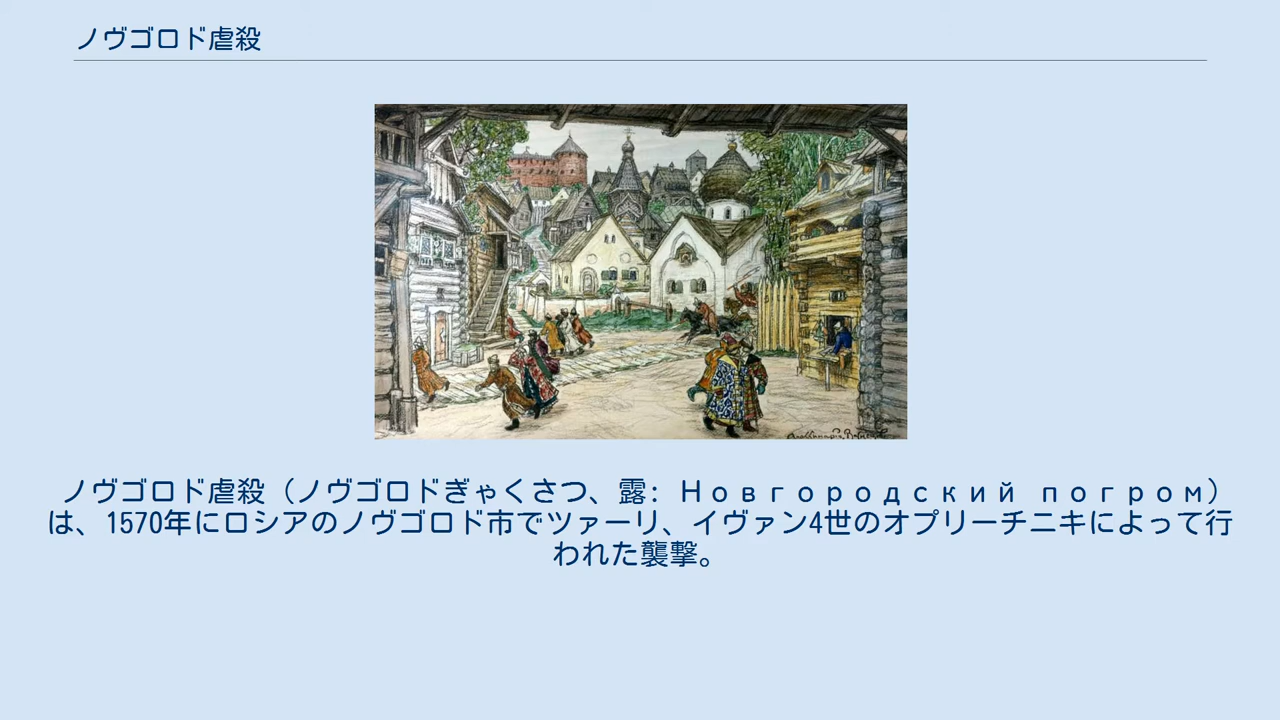 ノヴゴロド虐殺
ノヴゴロド虐殺（ノヴゴロドぎゃくさつ、露: Новгородский погром）
は、1570年にロシアのノヴゴロド市でツァーリ、イヴァン4世のオプリーチニキによって行
われた襲撃。